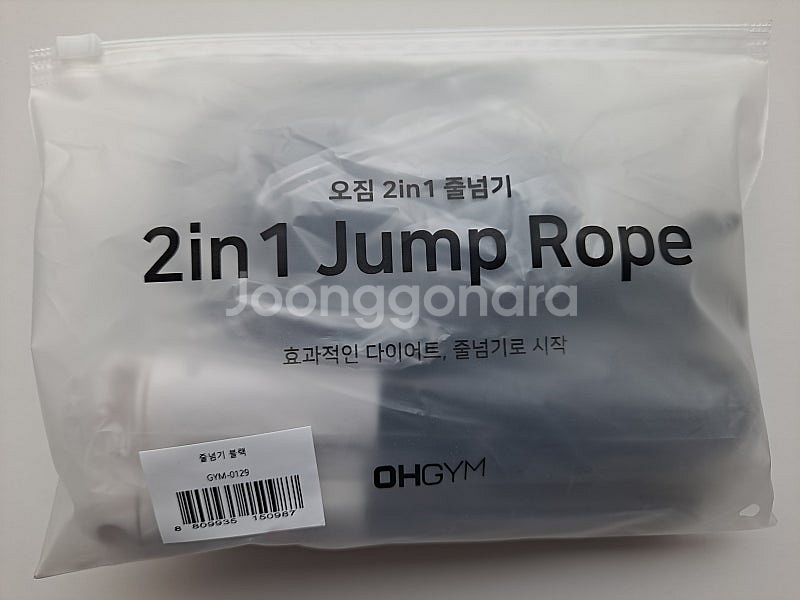 오짐 2in1 줄넘기
2in1 Jump Rope
Joonggonara
효과적인 다이어트, 줄넘기로 시작
줄넘기 블랙
GYM-0129
8 809935 150987
OHGYM